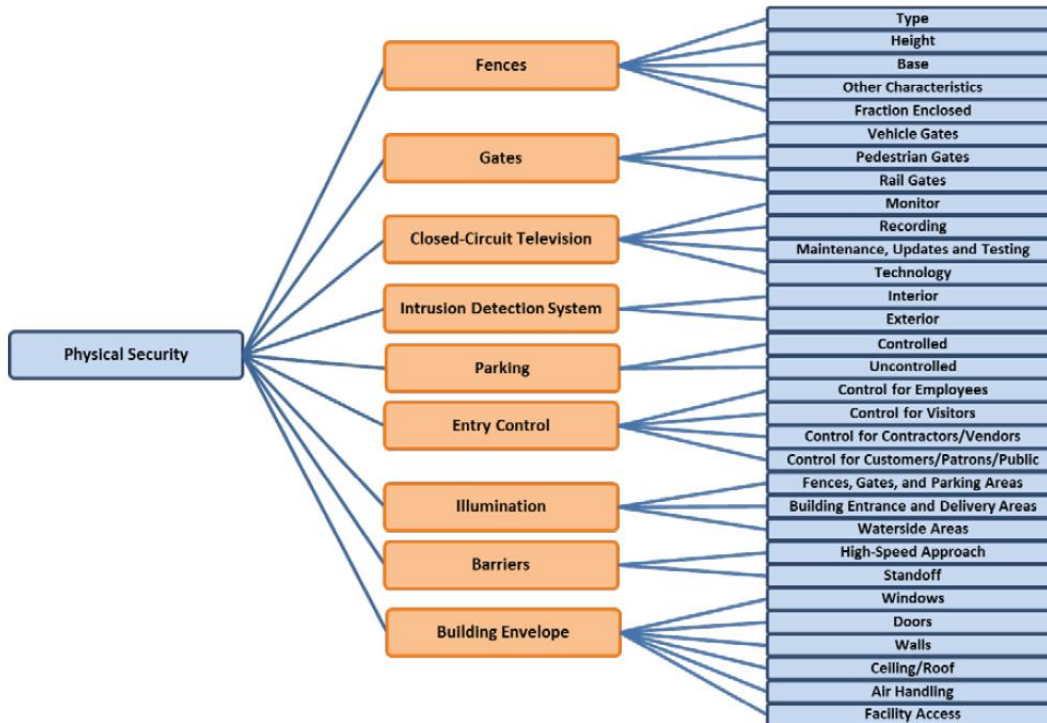 Physical Security
Fences
Type
Height
Base
Other Characteristics
Fraction Enclosed
Gates
Vehicle Gates
Pedestrian Gates
Rail Gates
Closed-Circuit Television
Monitor
Recording
Maintenance, Updates and Testing
Technology
Intrusion Detection System
Interior
Exterior
Parking
Controlled
Uncontrolled
Entry Control
Control for Employees
Control for Visitors
Control for Contractors/Vendors
Control for Customers/Patrons/Public
Illumination
Fences, Gates, and Parking Areas
Building Entrance and Delivery Areas
Waterside Areas
Barriers
High-Speed Approach
Standoff
Building Envelope
Windows
Doors
Walls
Ceiling/Roof
Air Handling
Facility Access